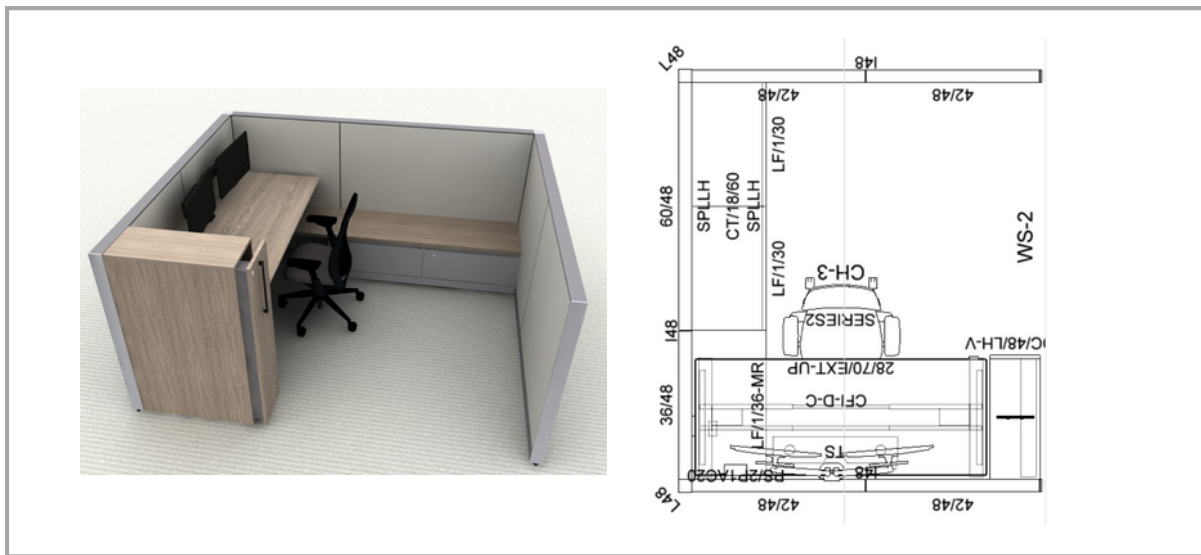 L48
I48
42/48
42/48
LF/1/30
60/48
SPLLH
CT/18/60
SPLLH
WS-2
LF/1/30
CH-3
SERIES2
I48
28/70/EXT-UP
36/48
LF/1/36-MR
CFI-D-C
TS
I48
L48
42/48
42/48